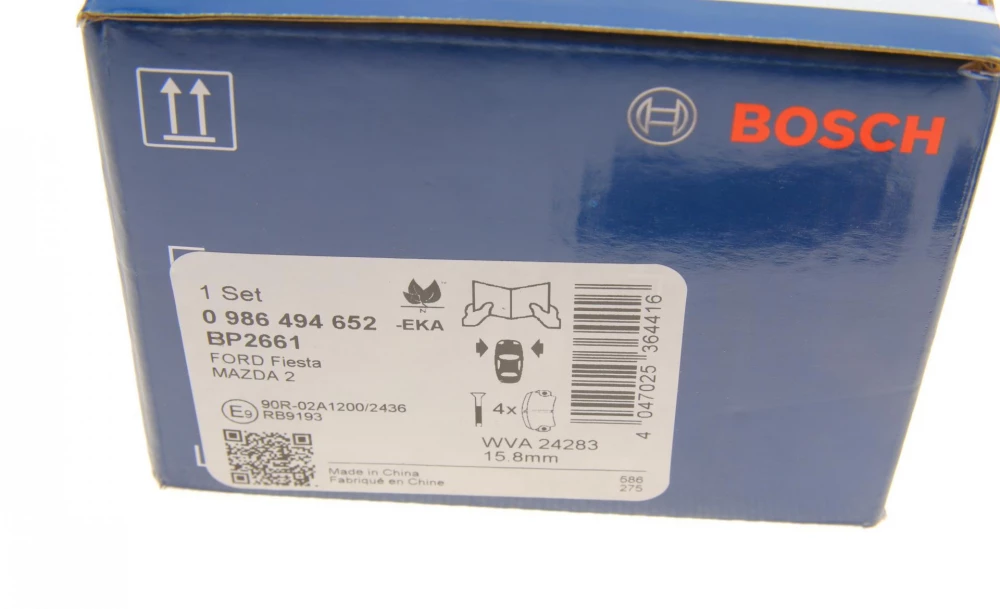 BOSCH
1 Set
0 986 494 652 -EKA
BP2661
FORD Fiesta
MAZDA 2
E9 90R-02A1200/2436
RB9193
4x
WVA 24283
15.8mm
4 047025 364416
Made in China
Fabriqué en Chine
586
275